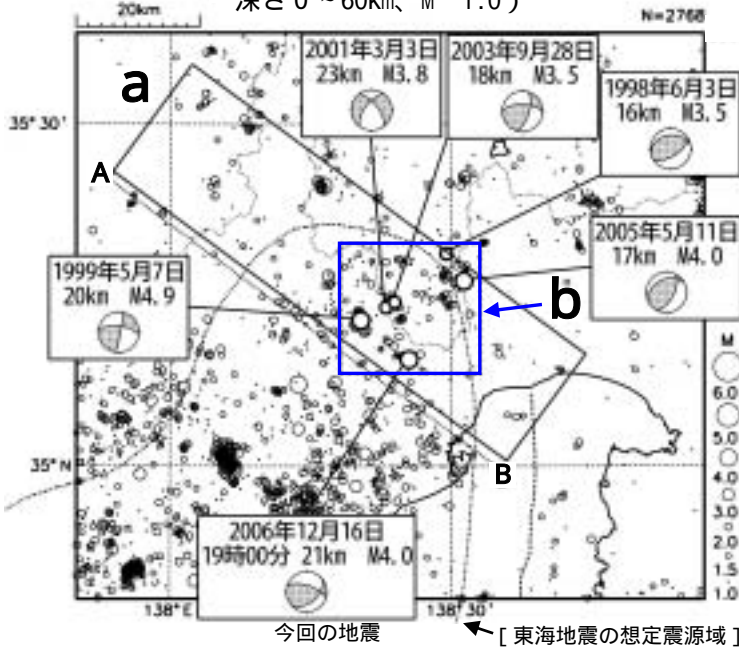 深さ0～60km、M 1.0）
20km
N=2768
a
2001年3月3日
23km M3.8
2003年9月28日
18km M3.5
1998年6月3日
16km M3.5
35°30'
A
2005年5月11日
17km M4.0
1999年5月7日
20km M4.9
b
M
6.0
5.0
4.0
3.0
2.0
1.5
1.0
35°N
B
2006年12月16日
19時00分 21km M4.0
138°E
138°30'
今回の地震
[東海地震の想定震源域]